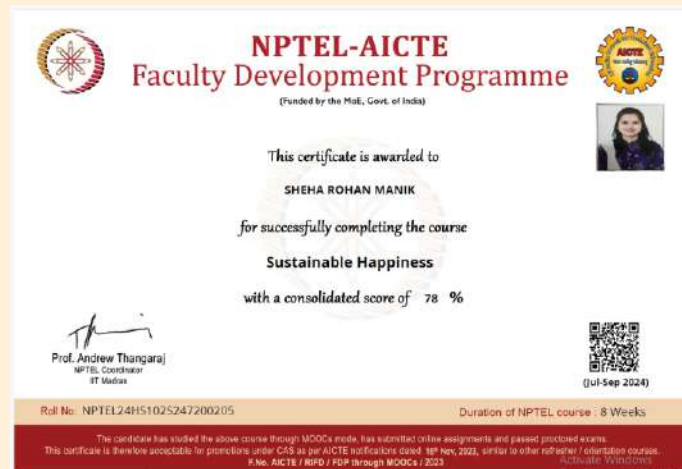 NPTEL-AICTE
Faculty Development Programme
(Funded by the MoE, Govt. of India)
AICTE
This certificate is awarded to
SHEHA ROHAN MANIK
for successfully completing the course
Sustainable Happiness
with a consolidated score of 78 %
Prof. Andrew Thangaraj
NPTEL Coordinator
IIT Madras
(Jul-Sep 2024)
Roll No: NPTEL24HS102S247200205
Duration of NPTEL course : 8 Weeks
The candidate has studied the above course through MOOCs mode, has submitted online assignments and passed proctored exams.
This certificate is therefore acceptable for promotions under CAS as per AICTE notifications dated 16th Nov, 2023, similar to other refresher / orientation courses.
F.No. AICTE / RIFD / FDP through MOOCs / 2023
Activate Windows